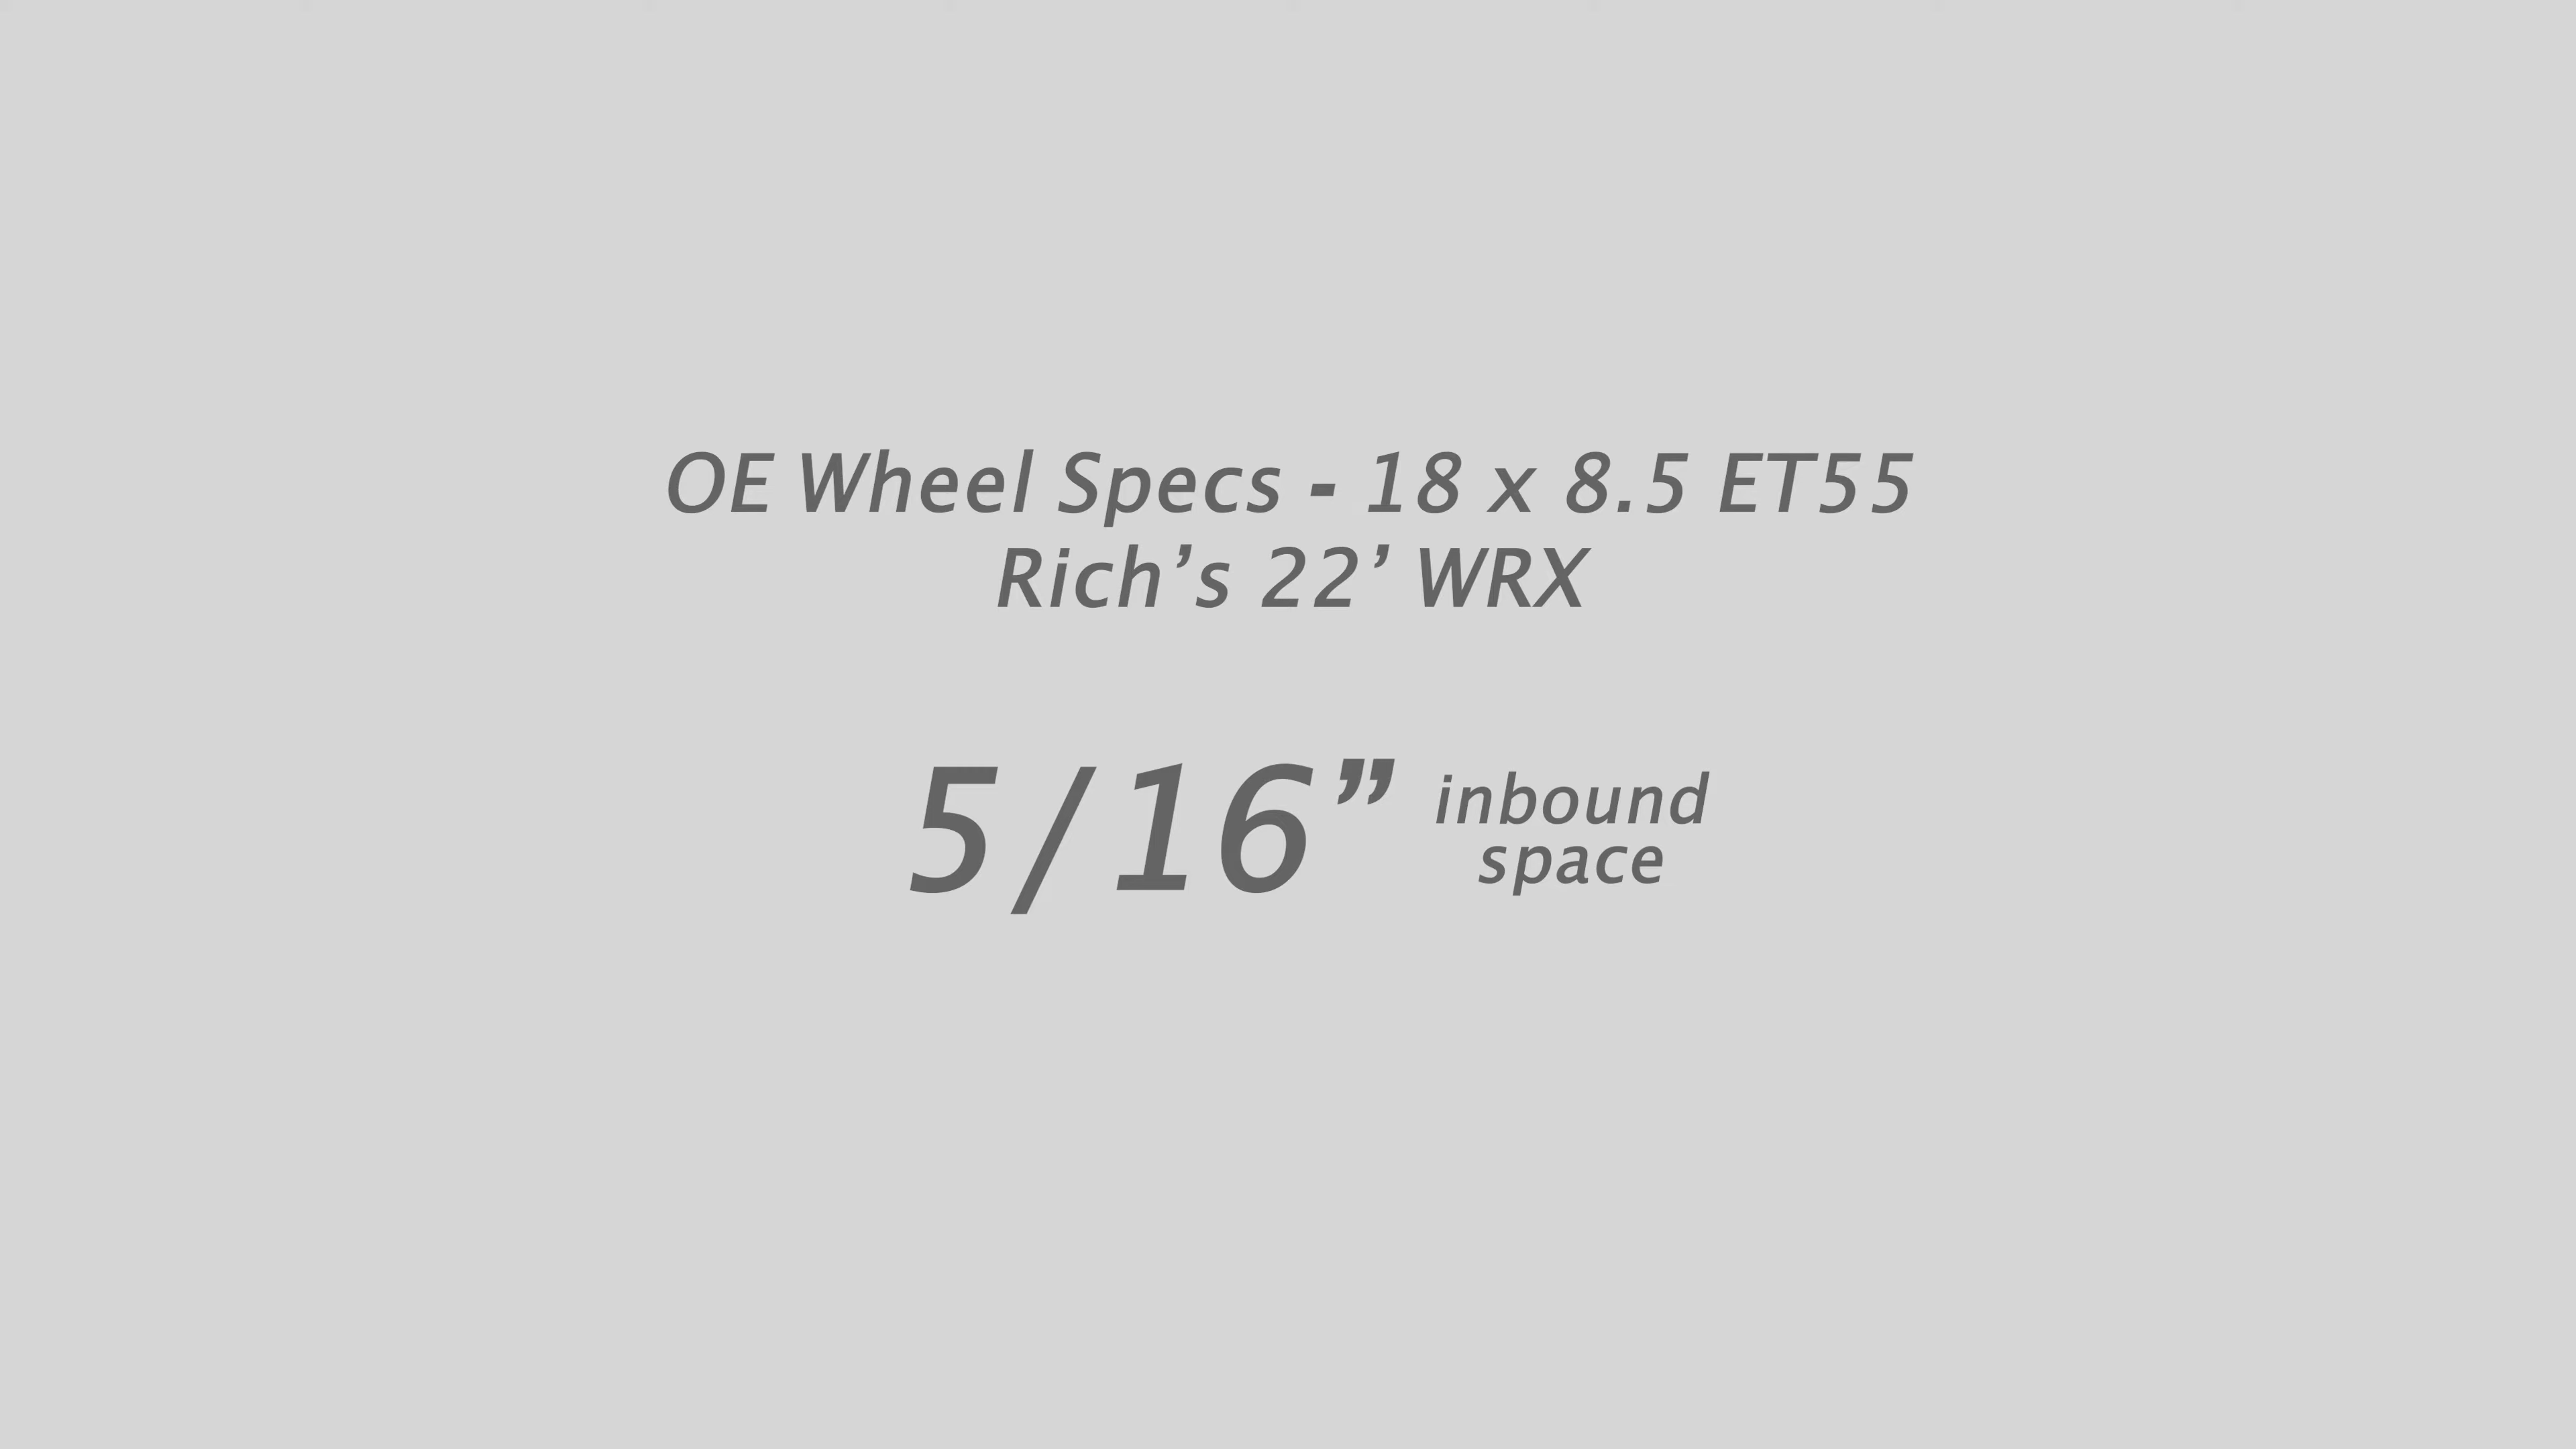 OE Wheel Specs - 18 x 8.5 ET55
Rich’s 22’ WRX
5/16” inbound
space